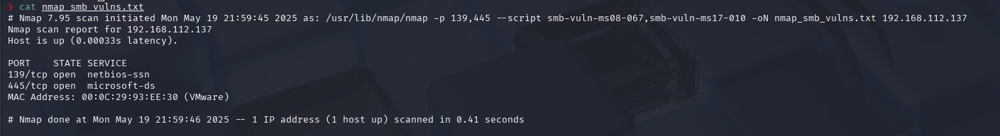 ❯ cat nmap_smb_vulns.txt
# Nmap 7.95 scan initiated Mon May 19 21:59:45 2025 as: /usr/lib/nmap/nmap -p 139,445 --script smb-vuln-ms08-067,smb-vuln-ms17-010 -oN nmap_smb_vulns.txt 192.168.112.137
Nmap scan report for 192.168.112.137
Host is up (0.00033s latency).
PORT    STATE SERVICE
139/tcp open  netbios-ssn
445/tcp open  microsoft-ds
MAC Address: 00:0C:29:93:EE:30 (VMware)
# Nmap done at Mon May 19 21:59:46 2025 -- 1 IP address (1 host up) scanned in 0.41 seconds